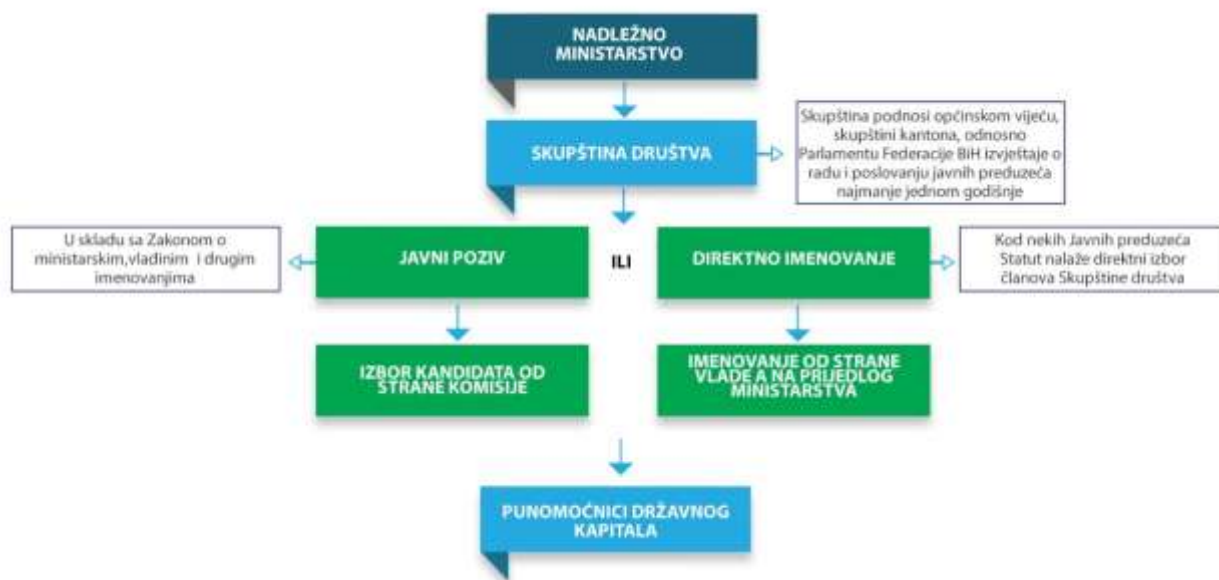 NADLEŽNO
MINISTARSTVO
SKUPŠTINA DRUŠTVA
Skupština podnosi općinskom vijeću,
skupštini kantona, odnosno
Parlamentu Federacije BiH izvještaje o
radu i poslovanju javnih preduzeća
najmanje jednom godišnje
U skladu sa Zakonom o
ministarskim,vladinim i drugim
imenovanjima
JAVNI POZIV
ILI
DIREKTNO IMENOVANJE
Kod nekih Javnih preduzeća
Statut nalaže direktni izbor
članova Skupštine društva
IZBOR KANDIDATA OD
STRANE KOMISIJE
IMENOVANJE OD STRANE
VLADE A NA PRIJEDLOG
MINISTARSTVA
PUNOMOĆNICI DRŽAVNOG
KAPITALA